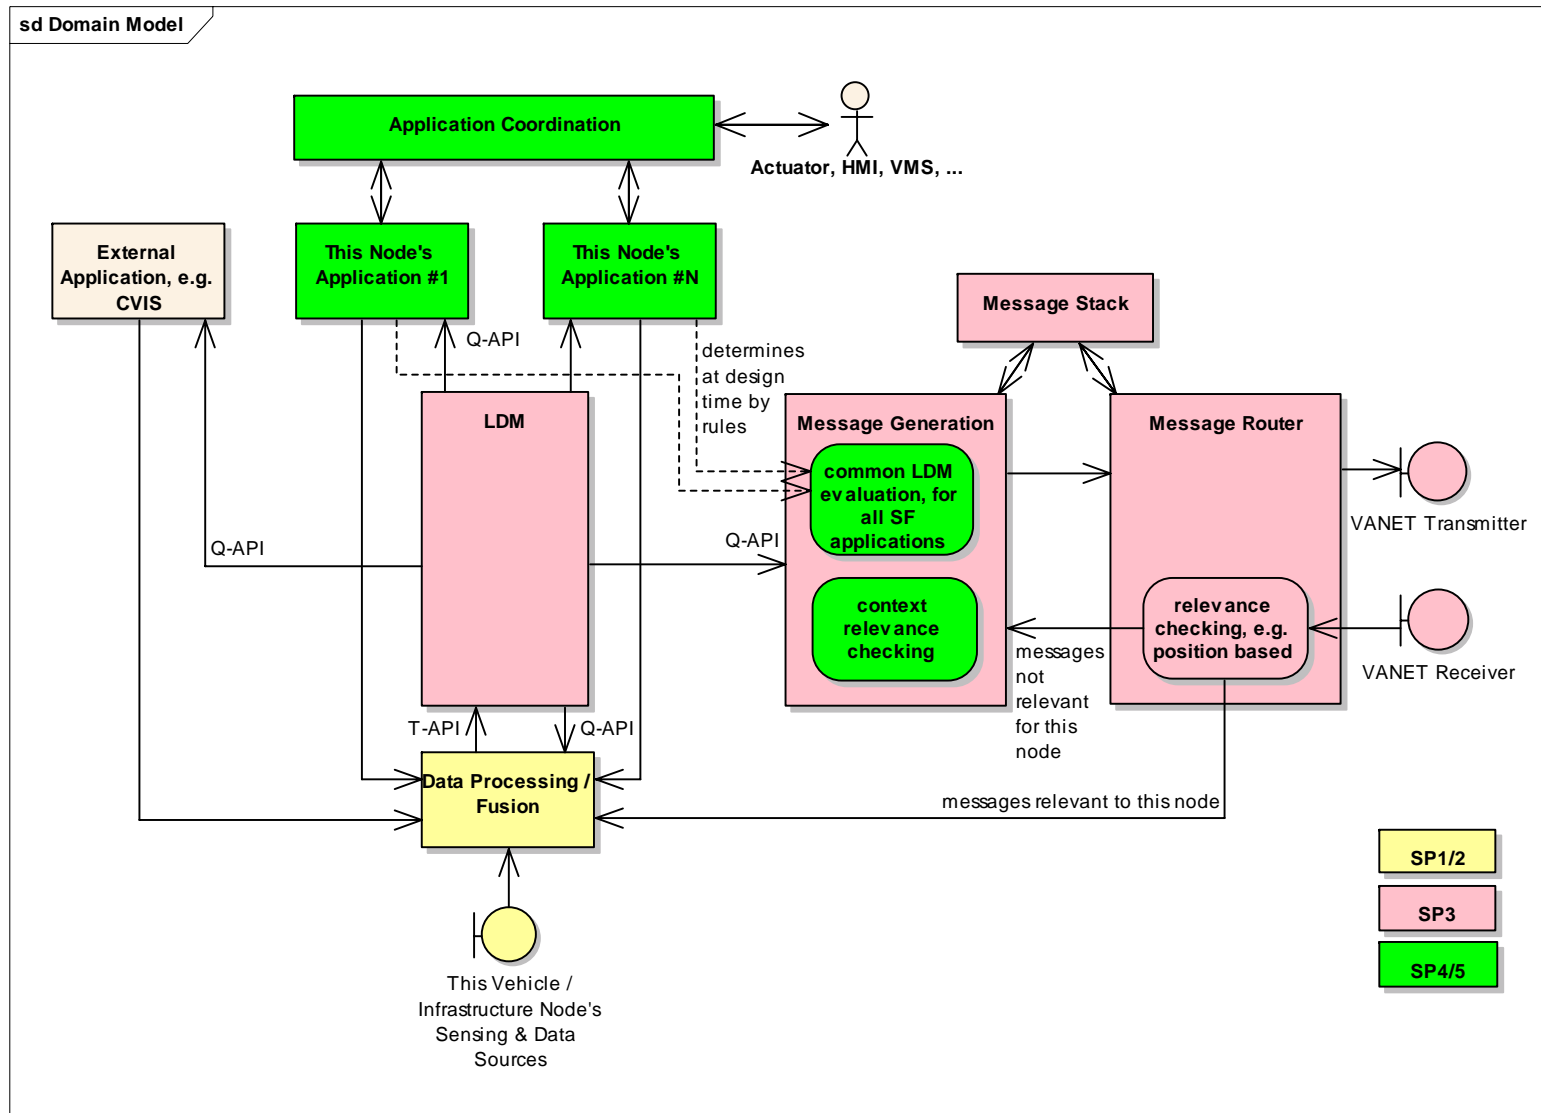 sd Domain Model
Application Coordination
Actuator, HMI, VMS, ...
External
Application, e.g.
CVIS
This Node's
Application #1
This Node's
Application #N
Message Stack
Q-API
determines
at design
time by
rules
LDM
Message Generation
Message Router
common LDM
evaluation, for
all SF
applications
VANET Transmitter
Q-API
Q-API
context
relevance
checking
relevance
checking, e.g.
position based
messages
not
relevant
for this
node
VANET Receiver
T-API
Q-API
Data Processing /
Fusion
messages relevant to this node
SP1/2
SP3
SP4/5
This Vehicle /
Infrastructure Node's
Sensing & Data
Sources